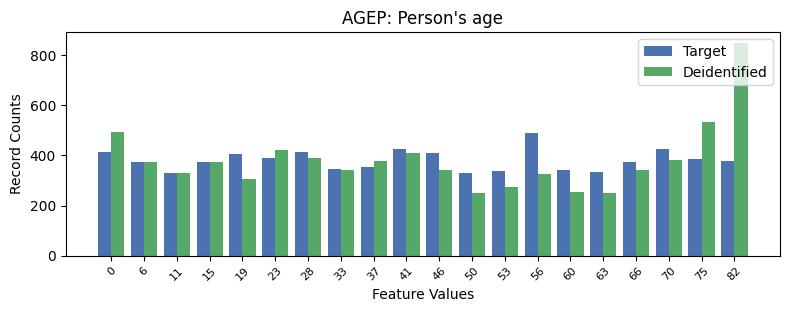 AGEP: Person's age
Target
Deidentified
Record Counts
800
600
400
200
0
0 6 11 15 19 23 28 33 37 41 46 50 53 56 60 63 66 70 75 82
Feature Values